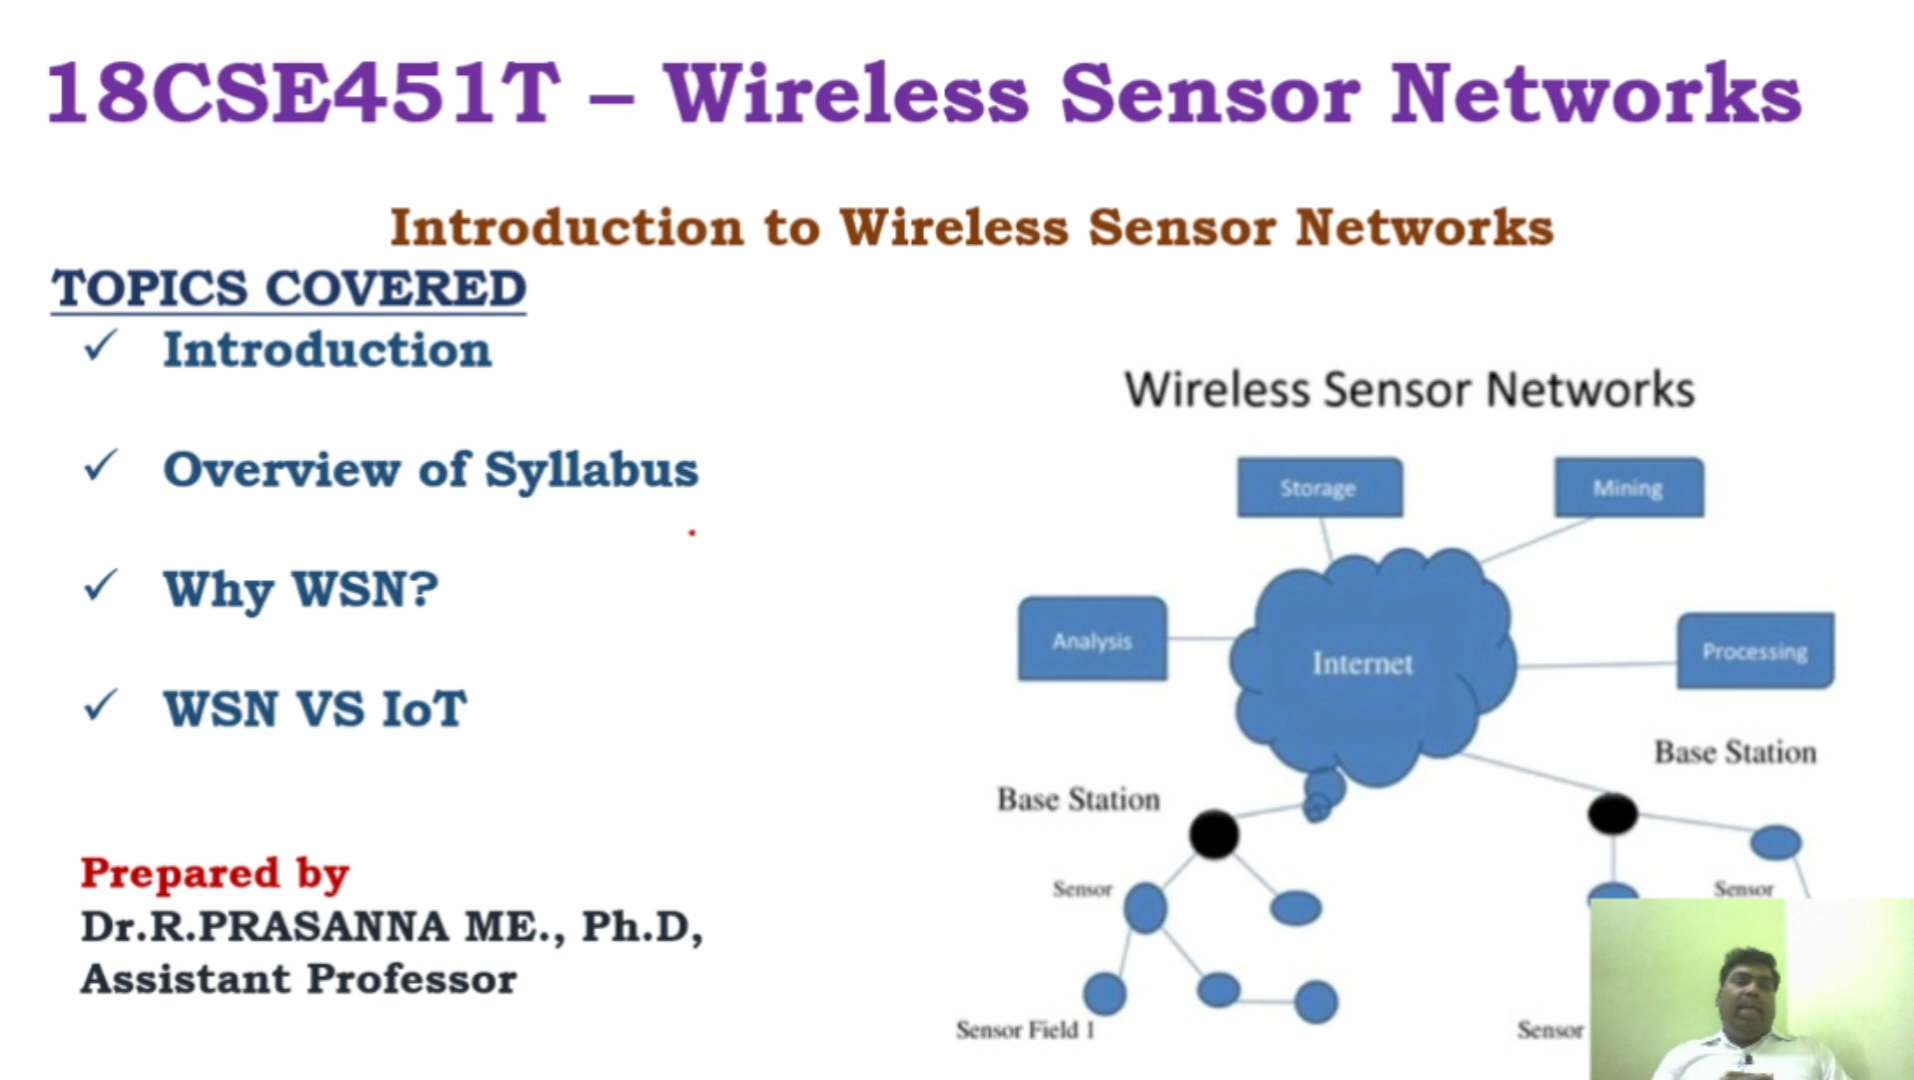 18CSE451T – Wireless Sensor Networks
Introduction to Wireless Sensor Networks
TOPICS COVERED
✓ Introduction
✓ Overview of Syllabus
✓ Why WSN?
✓ WSN VS IoT
Prepared by
Dr.R.PRASANNA ME., Ph.D,
Assistant Professor
Wireless Sensor Networks
Storage
Mining
Analysis
Internet
Processing
Base Station
Base Station
Sensor
Sensor
Sensor Field 1
Sensor